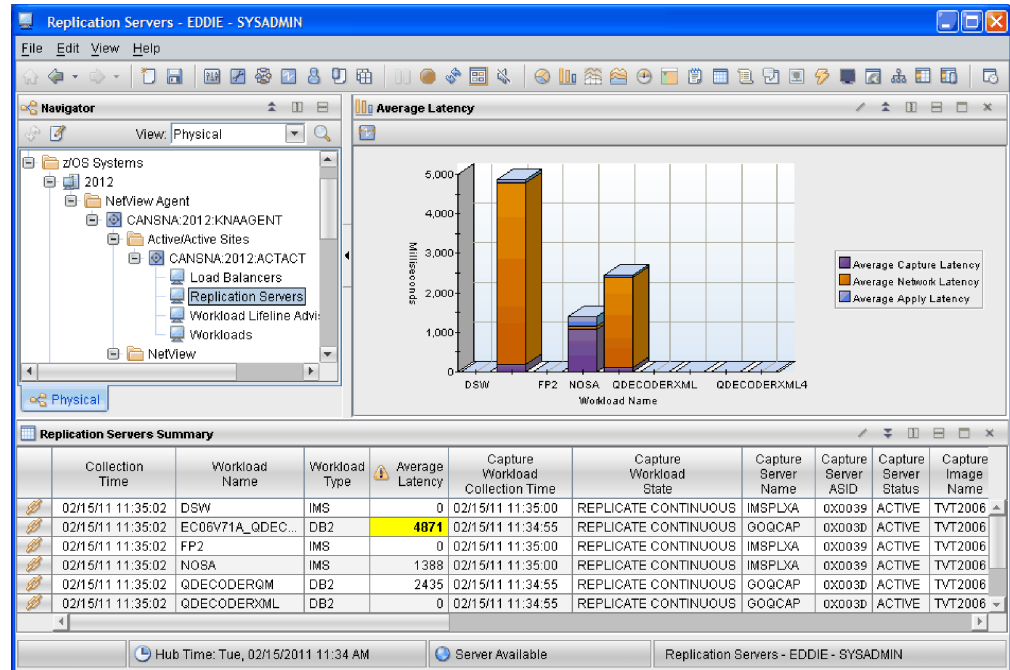 Replication Servers - EDDIE - SYSADMIN
File Edit View Help
Navigator
View: Physical
z/OS Systems
2012
NetView Agent
CANSNA:2012:KNAAGENT
Active/Active Sites
CANSNA:2012:ACTACT
Load Balancers
Replication Servers
Workload Lifeline Advi
Workloads
NetView
Physical
Average Latency
5,000
4,000
3,000
2,000
1,000
0
Milliseconds
DSW FP2 NOSA QDECODERXML QDECODERXML4
Workload Name
Average Capture Latency
Average Network Latency
Average Apply Latency
Replication Servers Summary
Collection Time Workload Name Workload Type Average Latency Capture Workload Collection Time Capture Workload State Capture Server Name Capture Server ASID Capture Server Status Capture Image Name
02/15/11 11:35:02 DSW IMS 0 02/15/11 11:35:00 REPLICATE CONTINUOUS IMSPLXA 0X0039 ACTIVE TVT2006
02/15/11 11:35:02 EC06V71A_QDEC... DB2 4871 02/15/11 11:34:55 REPLICATE CONTINUOUS GOQCAP 0X003D ACTIVE TVT2006
02/15/11 11:35:02 FP2 IMS 0 02/15/11 11:35:00 REPLICATE CONTINUOUS IMSPLXA 0X0039 ACTIVE TVT2006
02/15/11 11:35:02 NOSA IMS 1388 02/15/11 11:35:00 REPLICATE CONTINUOUS IMSPLXA 0X0039 ACTIVE TVT2006
02/15/11 11:35:02 QDECODERQM DB2 2435 02/15/11 11:34:55 REPLICATE CONTINUOUS GOQCAP 0X003D ACTIVE TVT2006
02/15/11 11:35:02 QDECODERXML DB2 0 02/15/11 11:34:55 REPLICATE CONTINUOUS GOQCAP 0X003D ACTIVE TVT2006
Hub Time: Tue, 02/15/2011 11:34 AM Server Available Replication Servers - EDDIE - SYSADMIN